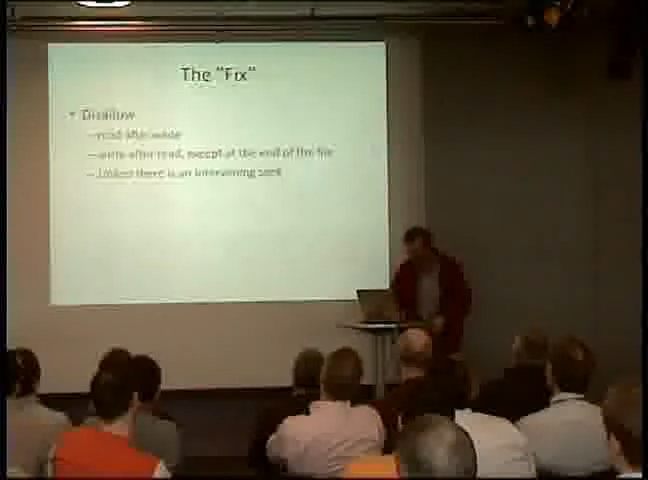 The "Fix"
• Disallow
– read after write
– write after read, except at the end of the file
– Unless there is an intervening seek